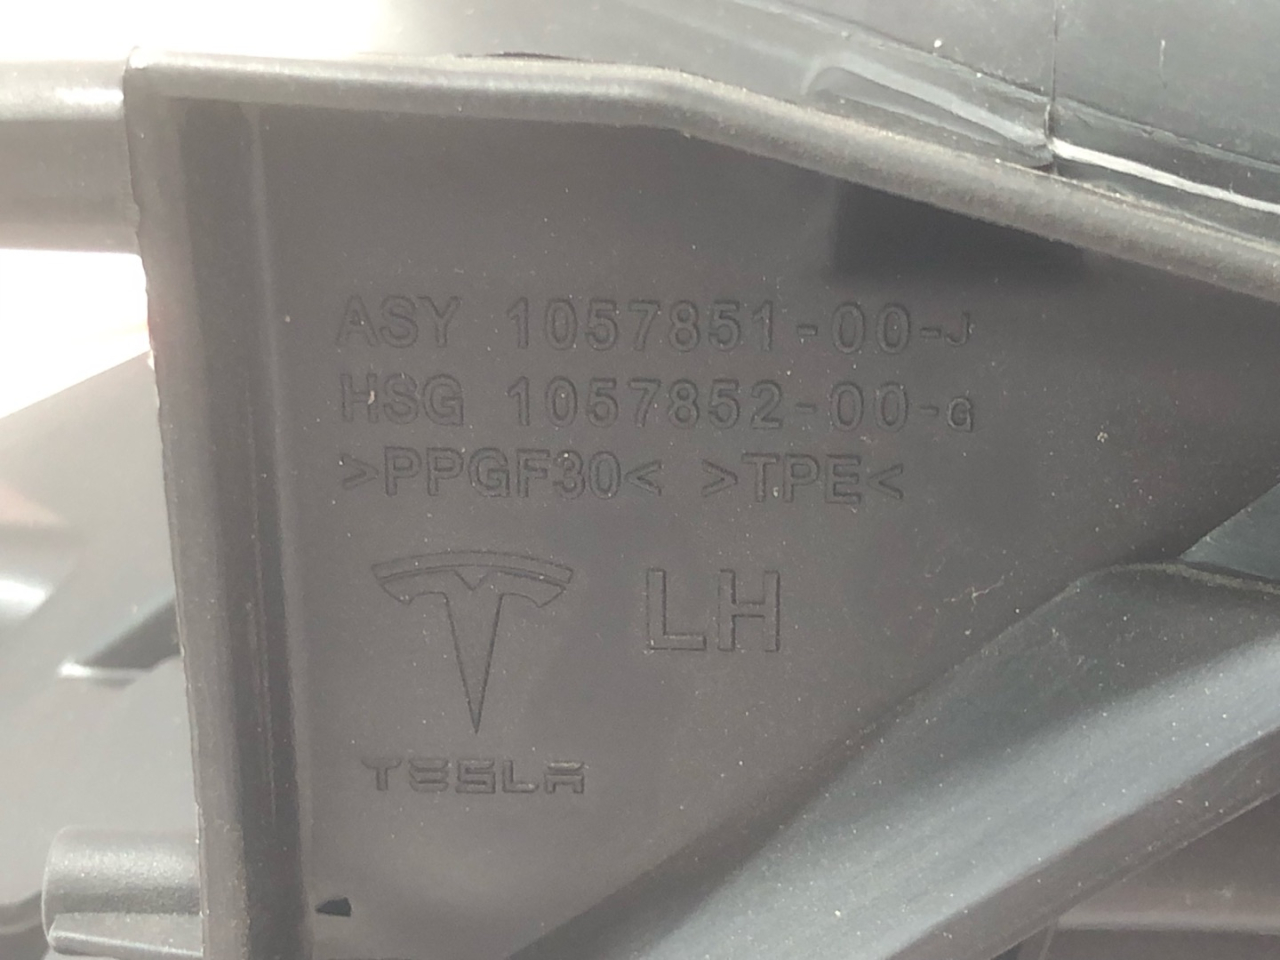 ASY 1057851-00-J
HSG 1057852-00-G
>PPGF30< >TPE<
LH
TESLA